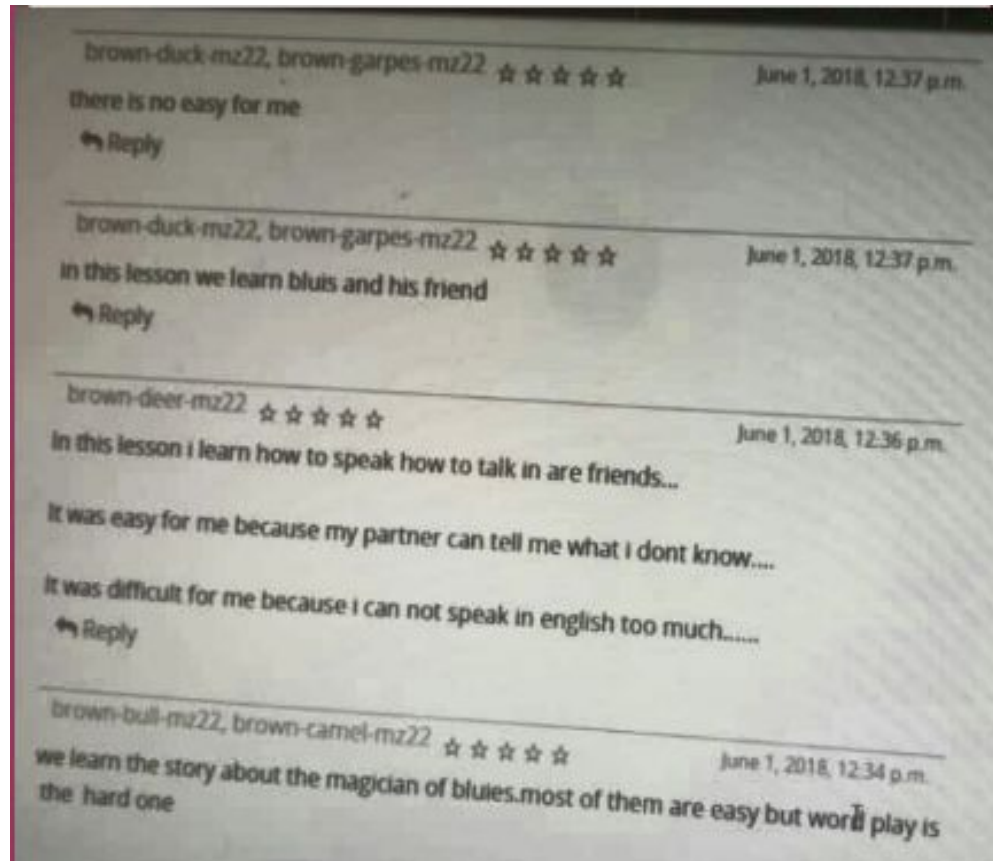 brown-duck-mz22, brown-garpes-mz22 ☆☆☆☆☆ June 1, 2018, 12:37 p.m.
there is no easy for me
Reply
brown-duck-mz22, brown-garpes-mz22 ☆☆☆☆☆ June 1, 2018, 12:37 p.m.
in this lesson we learn bluis and his friend
Reply
brown-deer-mz22 ☆☆☆☆☆ June 1, 2018, 12:36 p.m.
In this lesson i learn how to speak how to talk in are friends...
It was easy for me because my partner can tell me what i dont know....
It was difficult for me because i can not speak in english too much......
Reply
brown-bull-mz22, brown-camel-mz22 ☆☆☆☆☆ June 1, 2018, 12:34 p.m.
we learn the story about the magician of bluies.most of them are easy but word play is
the hard one